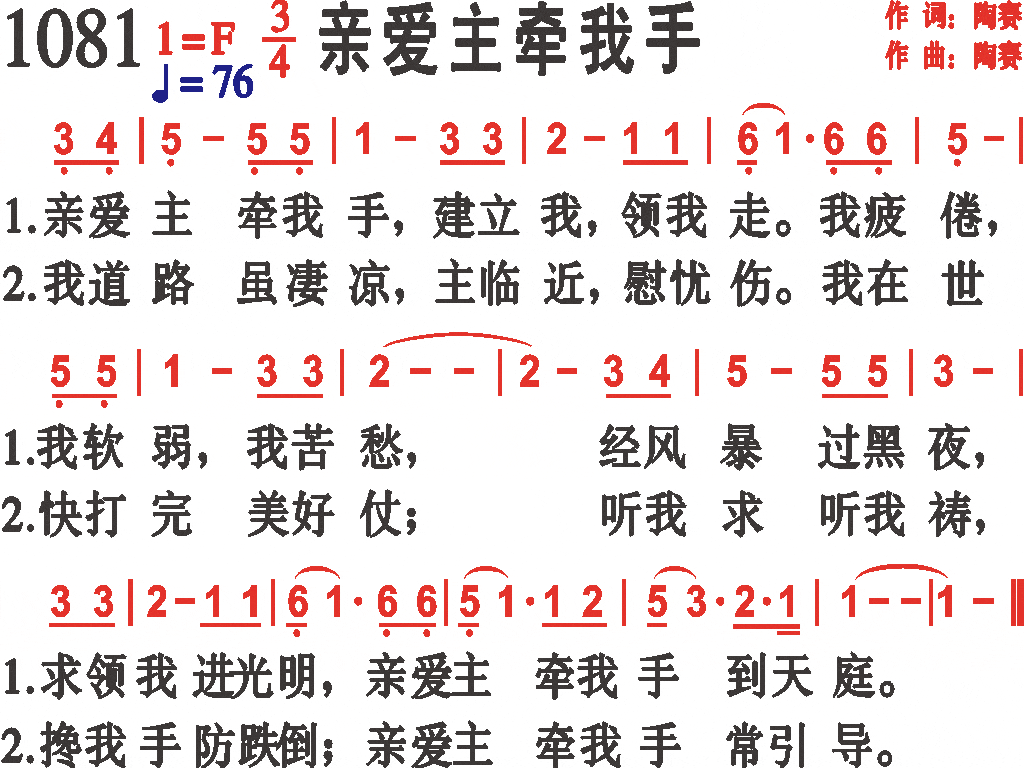 1081 1=F 3/4 亲爱主牵我手 作 词：陶赛
♩=76 作 曲：陶赛
3 4 | 5 - 5 5 | 1 - 3 3 | 2 - 1 1 | 6 1 · 6 6 | 5 - |
1.亲爱 主 牵我 手，建立 我，领我 走。我疲 倦，
2.我道 路 虽凄 凉，主临 近，慰忧 伤。我在 世
5 5 | 1 - 3 3 | 2 - - | 2 - 3 4 | 5 - 5 5 | 3 - |
1.我软 弱，我苦 愁， 经风 暴 过黑 夜，
2.快打 完 美好 仗； 听我 求 听我 祷，
3 3 | 2 - 1 1 | 6 1 · 6 6 | 5 1 · 1 2 | 5 3 · 2 · 1 | 1 - - | 1 - ‖
1.求领 我 进光明，亲爱主 牵我 手 到天 庭。
2.搀我 手 防跌倒；亲爱主 牵我 手 常引 导。